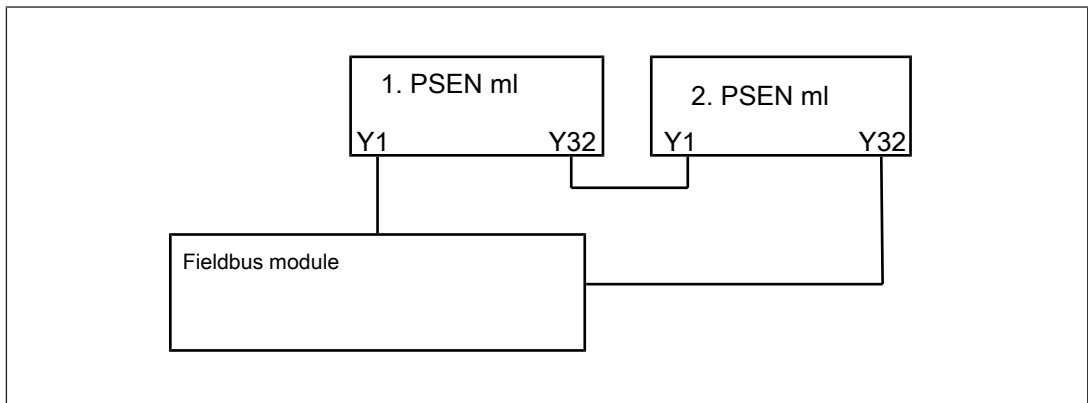 1. PSEN ml
Y1 Y32
2. PSEN ml
Y1 Y32
Fieldbus module